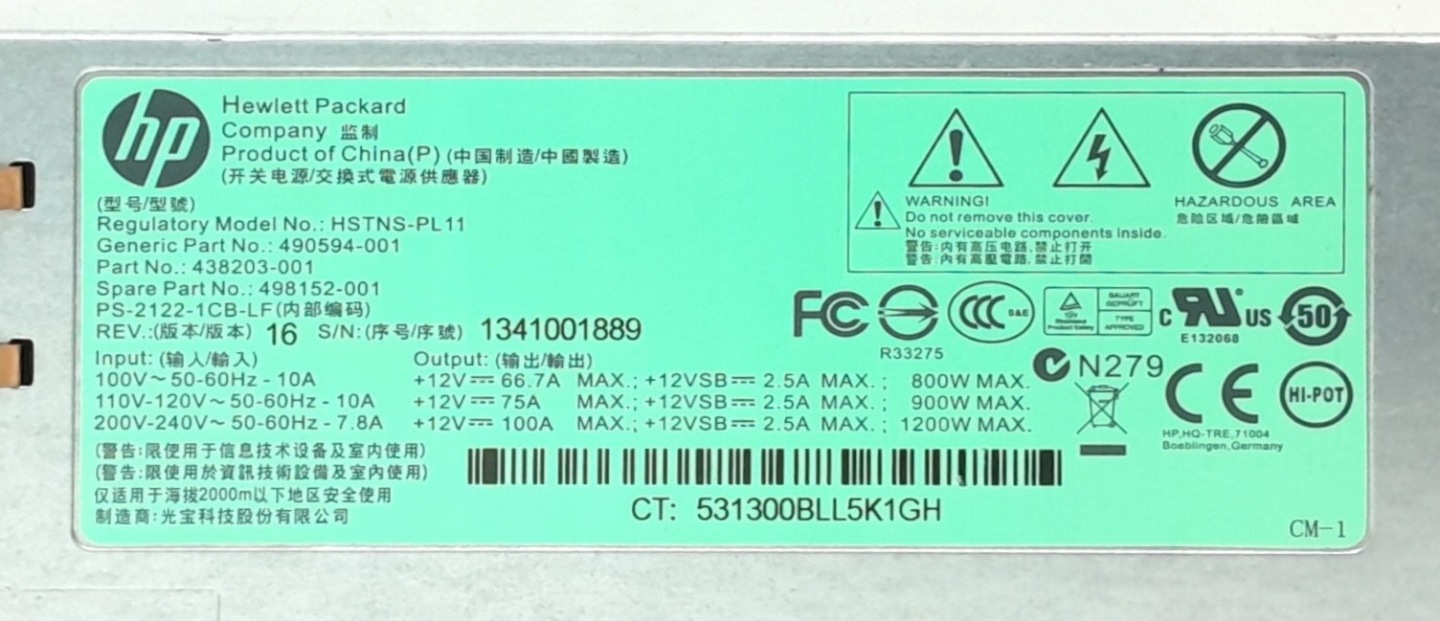 hp
Hewlett Packard
Company 监制
Product of China(P) (中国制造/中國製造)
(开关电源/交換式電源供應器)
(型号/型號)
Regulatory Model No.: HSTNS-PL11
Generic Part No.: 490594-001
Part No.: 438203-001
Spare Part No.: 498152-001
PS-2122-1CB-LF(内部编码)
REV.:(版本/版本) 16 S/N: (序号/序號) 1341001889
Input: (输入/輸入)
100V~50-60Hz - 10A
110V-120V~50-60Hz - 10A
200V-240V~50-60Hz - 7.8A
Output: (输出/輸出)
+12V⎓66.7A MAX.; +12VSB⎓2.5A MAX.; 800W MAX.
+12V⎓75A MAX.; +12VSB⎓2.5A MAX.; 900W MAX.
+12V⎓100A MAX.; +12VSB⎓2.5A MAX.; 1200W MAX.
(警告:限使用于信息技术设备及室内使用)
(警告:限使用於資訊技術設備及室內使用)
仅适用于海拔2000m以下地区安全使用
制造商:光宝科技股份有限公司
CT: 531300BLL5K1GH
WARNING!
Do not remove this cover.
No serviceable components inside.
警告:内有高压电路,禁止打开
警告:內有高壓電路,禁止打開
HAZARDOUS AREA
危险区域/危險區域
FC
R33275
CCC S&E
TUV
Product Safety
BAUART
GEPRÜFT
TYPE
APPROVED
c RU US
E132068
50
N279
CE
HI-POT
HP,HQ-TRE,71004
Boeblingen,Germany
CM-1